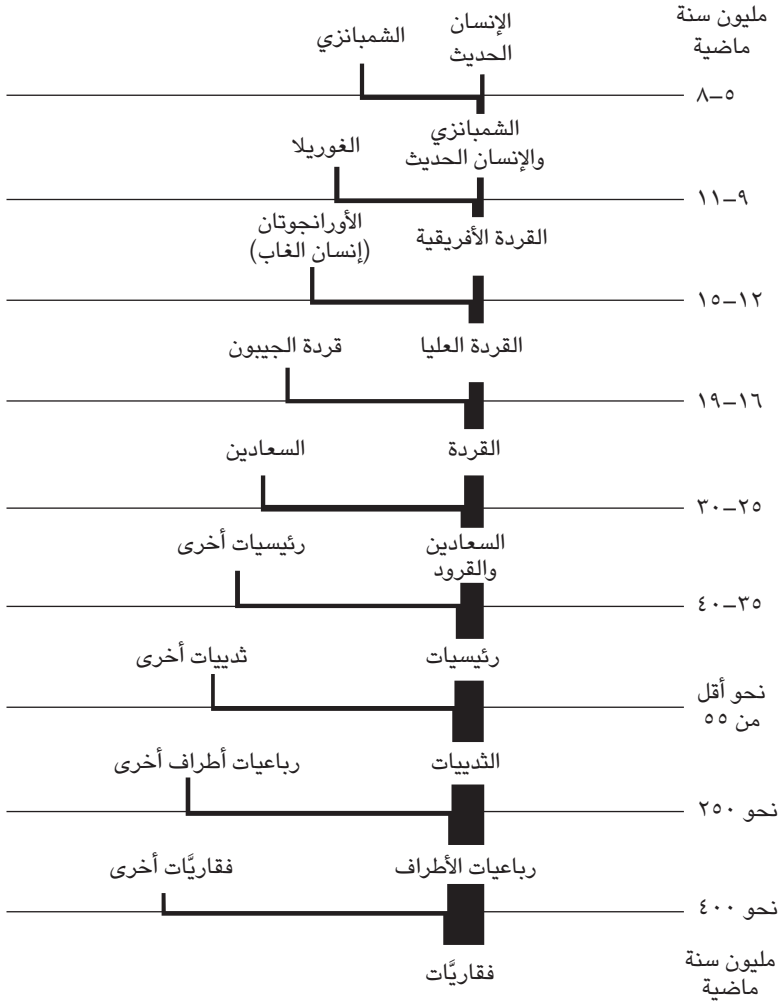 مليون سنة
ماضية
الإنسان
الحديث
الشمبانزي
٥–٨
الشمبانزي
والإنسان الحديث
الغوريلا
٩–١١
القردة الأفريقية
الأورانجوتان
(إنسان الغاب)
١٢–١٥
القردة العليا
قردة الجيبون
١٦–١٩
القردة
السعادين
٢٥–٣٠
السعادين
والقرود
رئيسيات أخرى
٣٥–٤٠
رئيسيات
ثدييات أخرى
نحو أقل
من ٥٥
الثدييات
رباعيات أطراف أخرى
نحو ٢٥٠
رباعيات الأطراف
فقاريَّات أخرى
نحو ٤٠٠
فقاريَّات
مليون سنة
ماضية